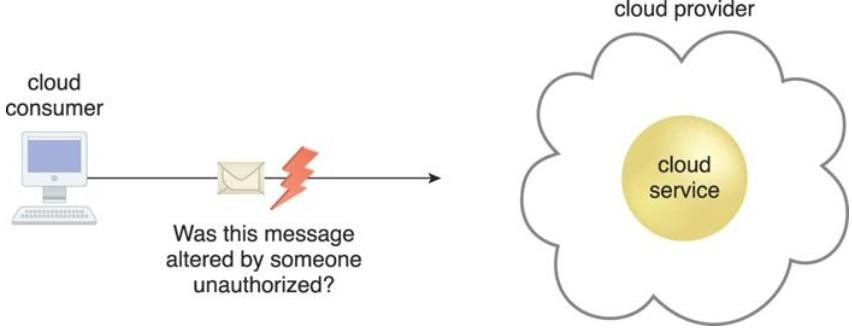 cloud provider
cloud
consumer
cloud
service
Was this message
altered by someone
unauthorized?